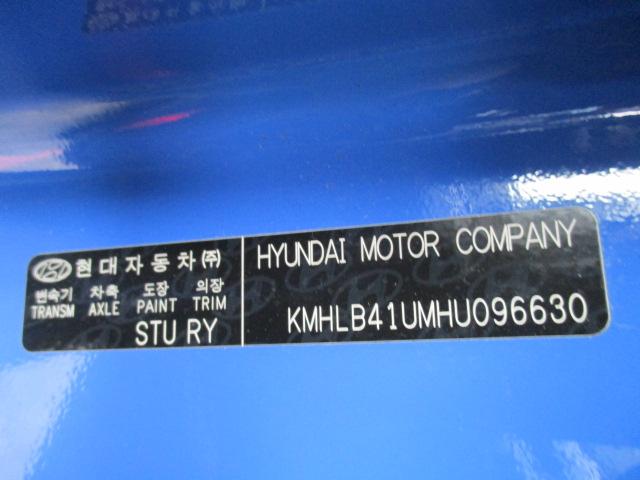 현대자동차㈜
변속기 차축 도장 의장
TRANSM AXLE PAINT TRIM
STU RY
HYUNDAI MOTOR COMPANY
KMHLB41UMHU096630